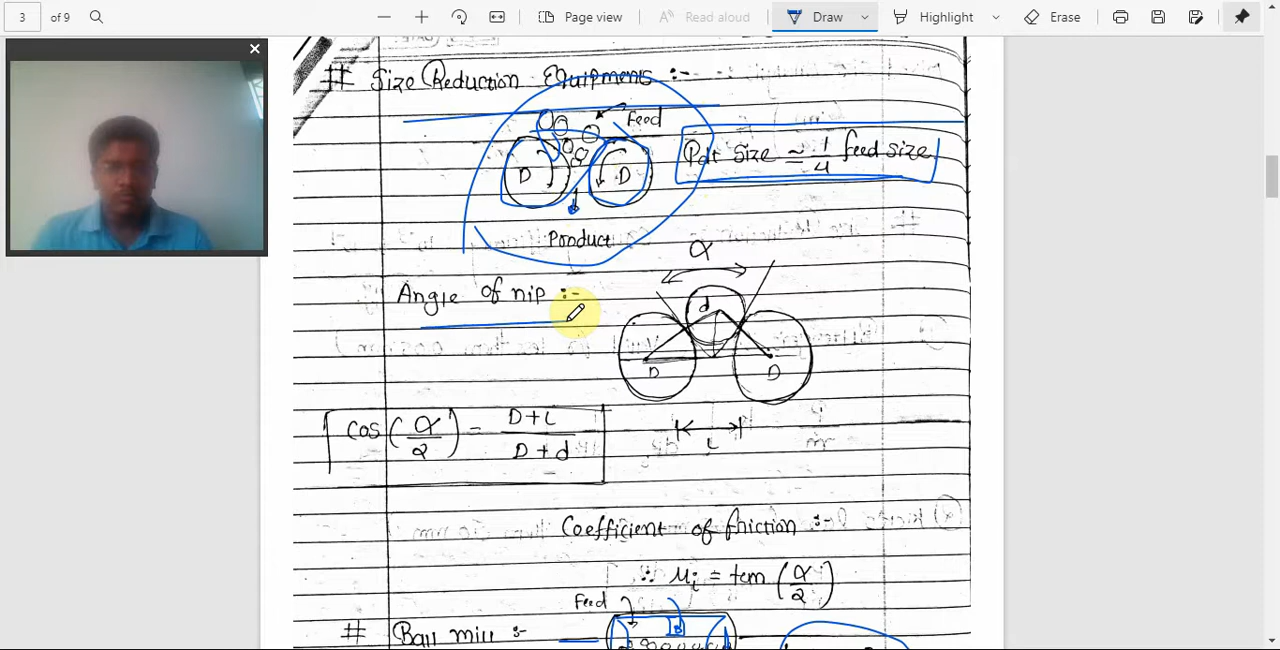 3 of 9 Page view Read aloud Draw Highlight Erase
# Size Reduction Equipments :-
Feed
D D
Pdt Size ≈ 1/4 feed size
Product
α
Angle of nip :-
d
D D
cos (α/2) = D+L / D+d
L
Coefficient of friction :-
∴ μi = tan (α/2)
Feed
# Ball mill :-